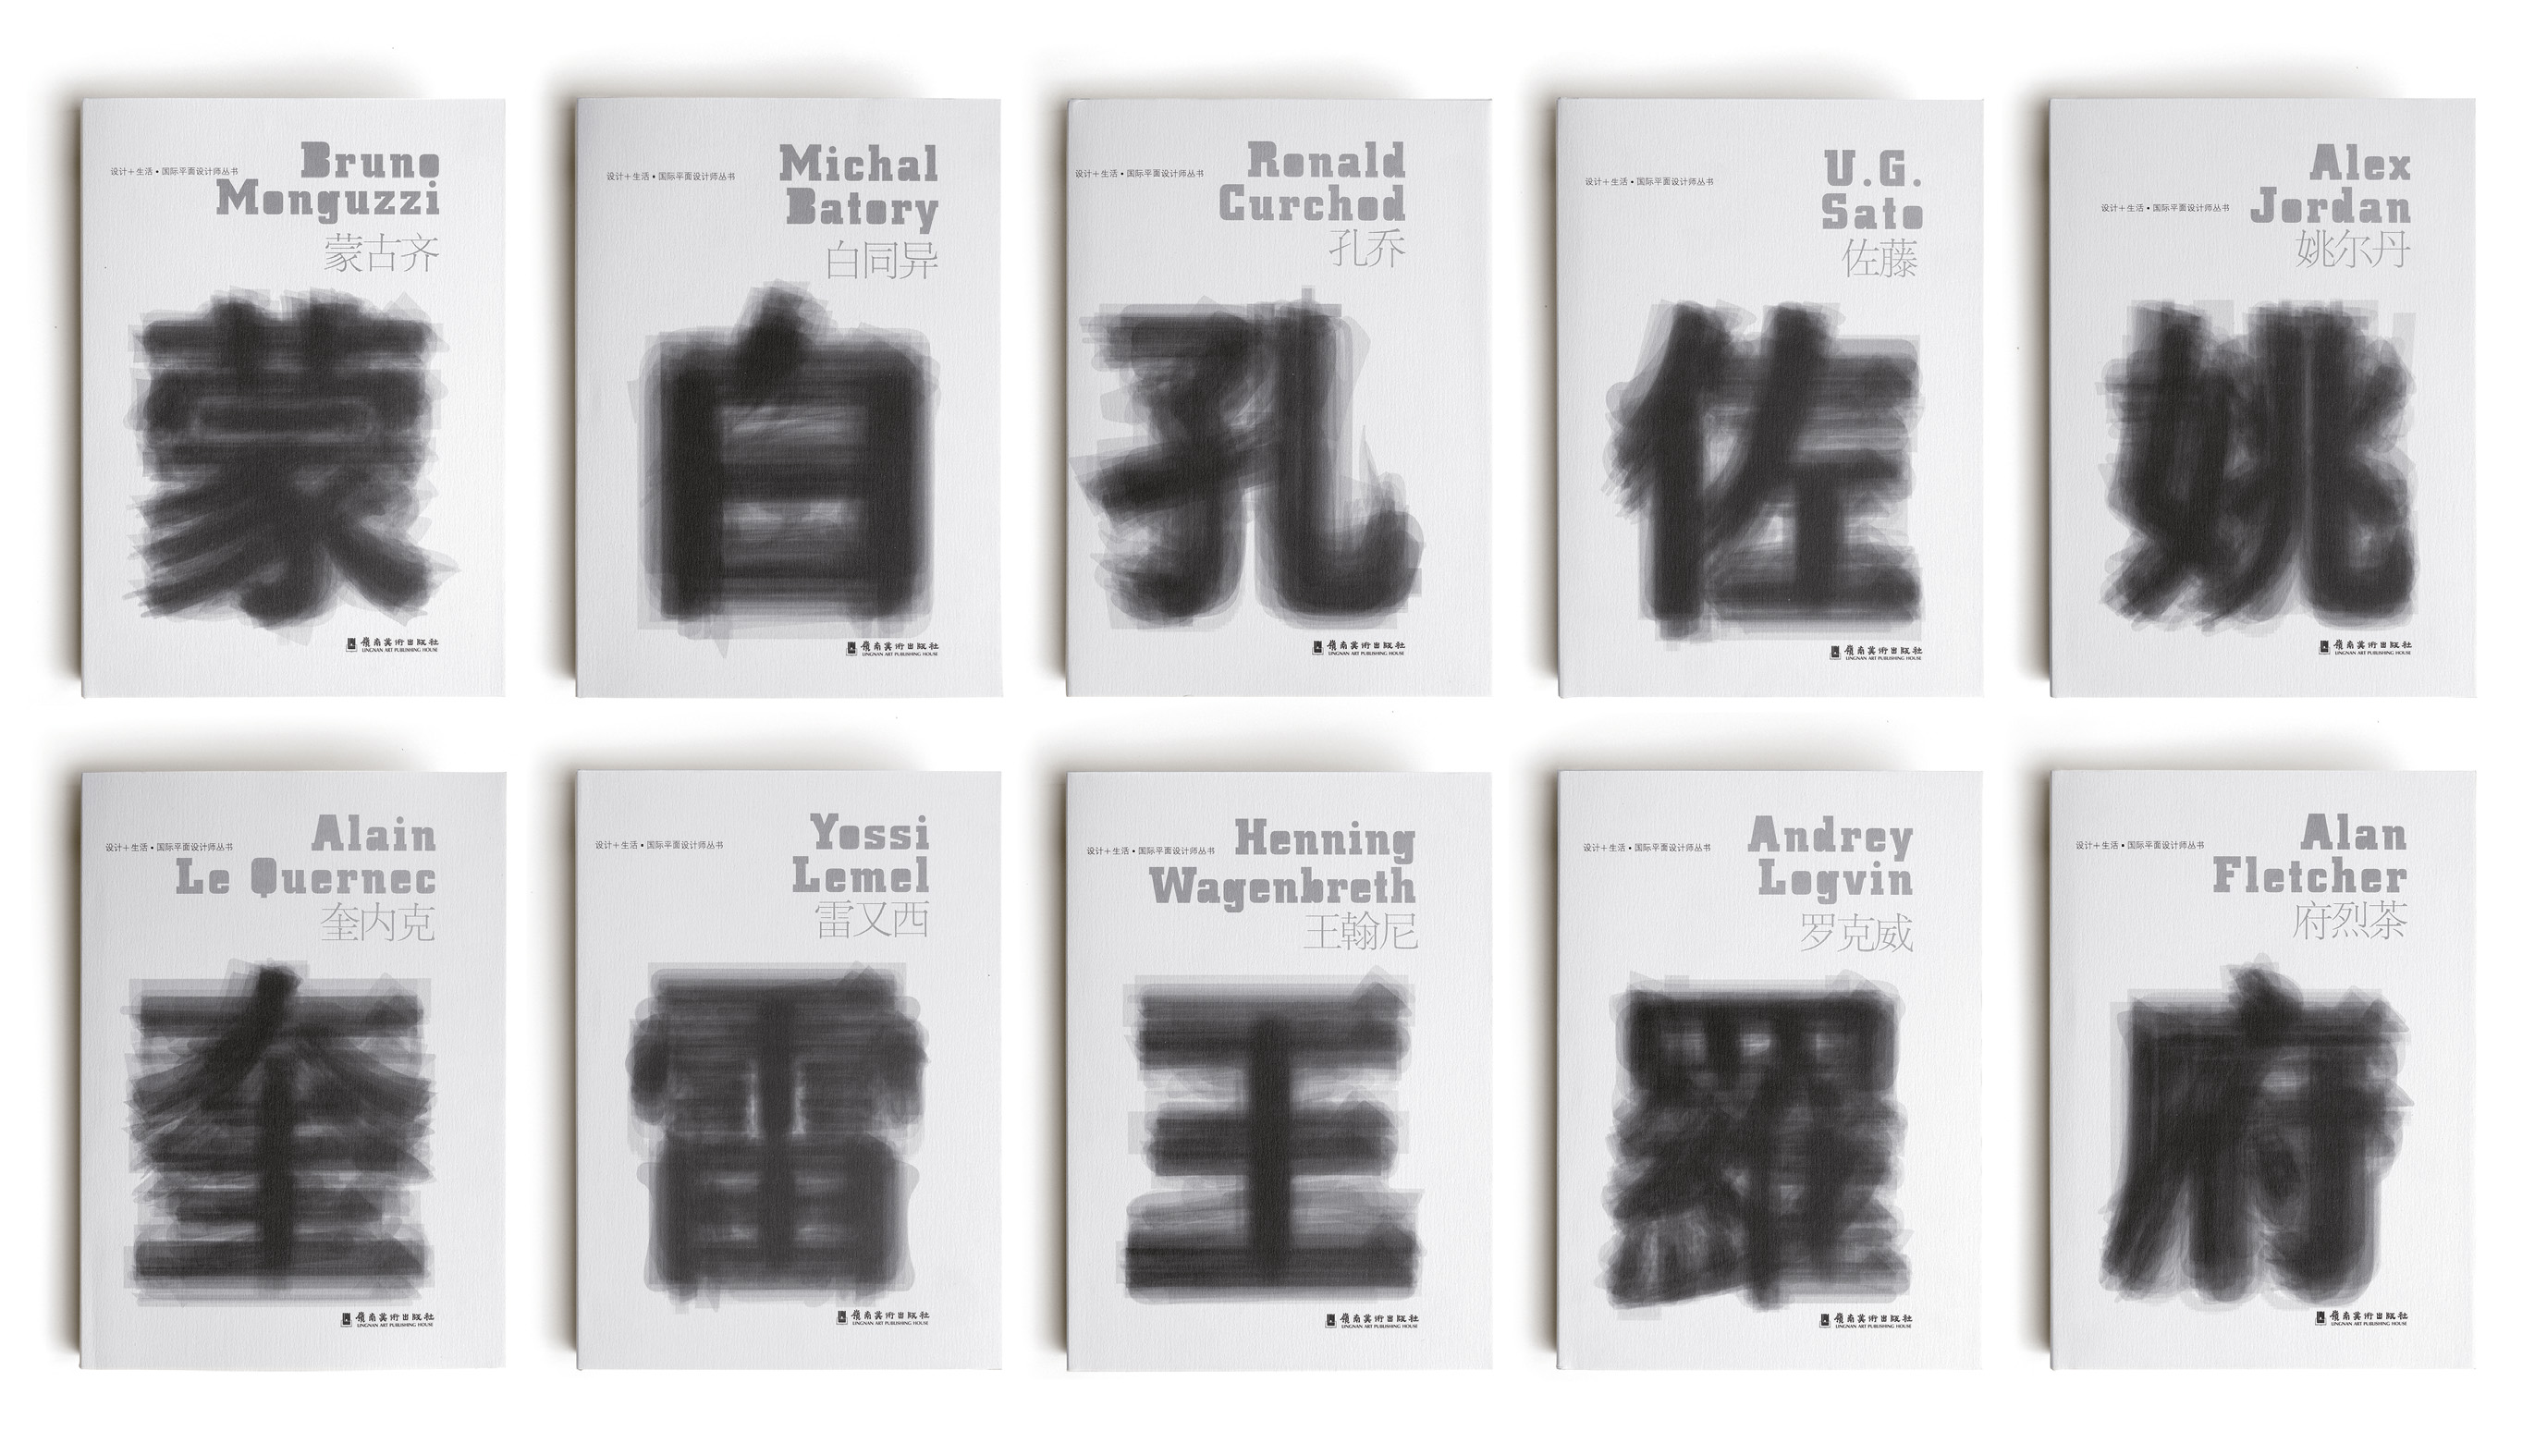 设计+生活•国际平面设计师丛书
Bruno
Monguzzi
蒙古齐
蒙
嶺南美術出版社
LINGNAN ART PUBLISHING HOUSE
设计+生活•国际平面设计师丛书
Michal
Batory
白同异
白
嶺南美術出版社
LINGNAN ART PUBLISHING HOUSE
设计+生活•国际平面设计师丛书
Ronald
Curchod
孔乔
孔
嶺南美術出版社
LINGNAN ART PUBLISHING HOUSE
设计+生活•国际平面设计师丛书
U.G.
Sato
佐藤
佐
嶺南美術出版社
LINGNAN ART PUBLISHING HOUSE
设计+生活•国际平面设计师丛书
Alex
Jordan
姚尔丹
姚
嶺南美術出版社
LINGNAN ART PUBLISHING HOUSE
设计+生活•国际平面设计师丛书
Alain
Le Quernec
奎内克
奎
嶺南美術出版社
LINGNAN ART PUBLISHING HOUSE
设计+生活•国际平面设计师丛书
Yossi
Lemel
雷又西
雷
嶺南美術出版社
LINGNAN ART PUBLISHING HOUSE
设计+生活•国际平面设计师丛书
Henning
Wagenbreth
王翰尼
王
嶺南美術出版社
LINGNAN ART PUBLISHING HOUSE
设计+生活•国际平面设计师丛书
Andrey
Logvin
罗克威
羅
嶺南美術出版社
LINGNAN ART PUBLISHING HOUSE
设计+生活•国际平面设计师丛书
Alan
Fletcher
府烈茶
府
嶺南美術出版社
LINGNAN ART PUBLISHING HOUSE